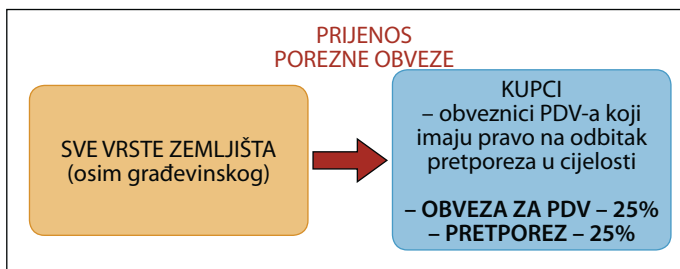 PRIJENOS
POREZNE OBVEZE
SVE VRSTE ZEMLJIŠTA
(osim građevinskog)
KUPCI
– obveznici PDV-a koji
imaju pravo na odbitak
pretporeza u cijelosti
– OBVEZA ZA PDV – 25%
– PRETPOREZ – 25%